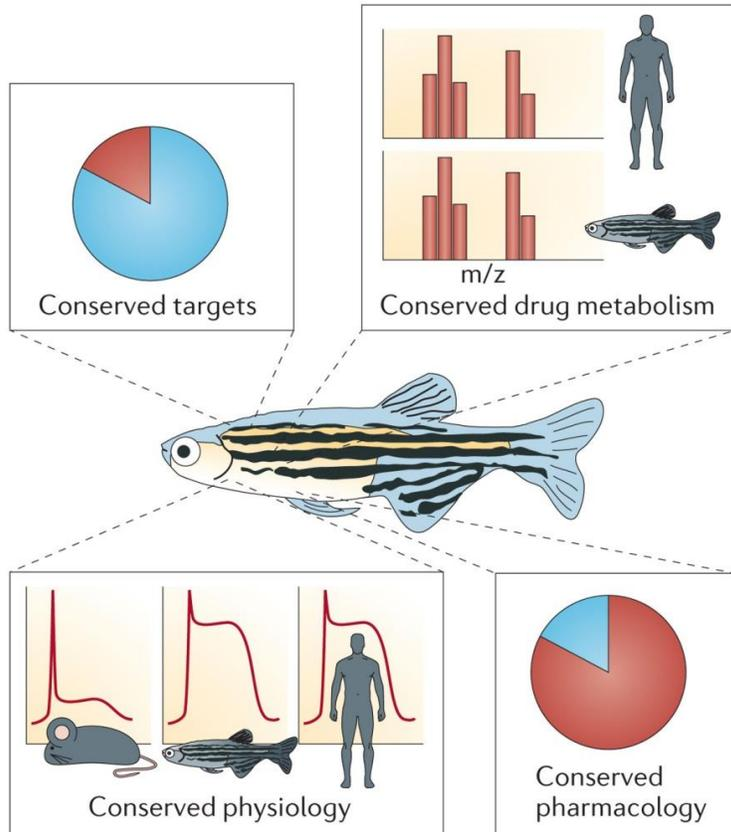 Conserved targets
m/z
Conserved drug metabolism
Conserved physiology
Conserved
pharmacology